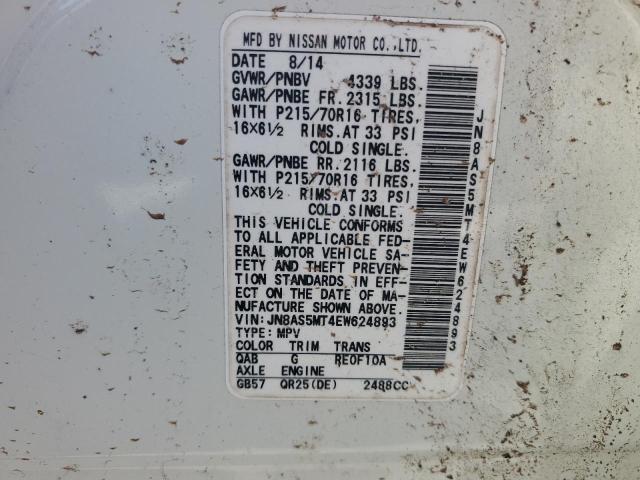 MFD BY NISSAN MOTOR CO.,LTD.
DATE 8/14
GVWR/PNBV 4339 LBS.
GAWR/PNBE FR. 2315 LBS.
WITH P215/70R16 TIRES,
16×6½ RIMS. AT 33 PSI
COLD SINGLE.
GAWR/PNBE RR. 2116 LBS.
WITH P215/70R16 TIRES,
16×6½ RIMS. AT 33 PSI
COLD SINGLE.
THIS VEHICLE CONFORMS
TO ALL APPLICABLE FED-
ERAL MOTOR VEHICLE SA-
FETY AND THEFT PREVEN-
TION STANDARDS IN EFF-
ECT ON THE DATE OF MA-
NUFACTURE SHOWN ABOVE.
VIN: JN8AS5MT4EW624893
TYPE: MPV
COLOR TRIM TRANS
QAB G RE0F10A
AXLE ENGINE
GB57 QR25(DE) 2488CC
JN8AS5MT4EW624893